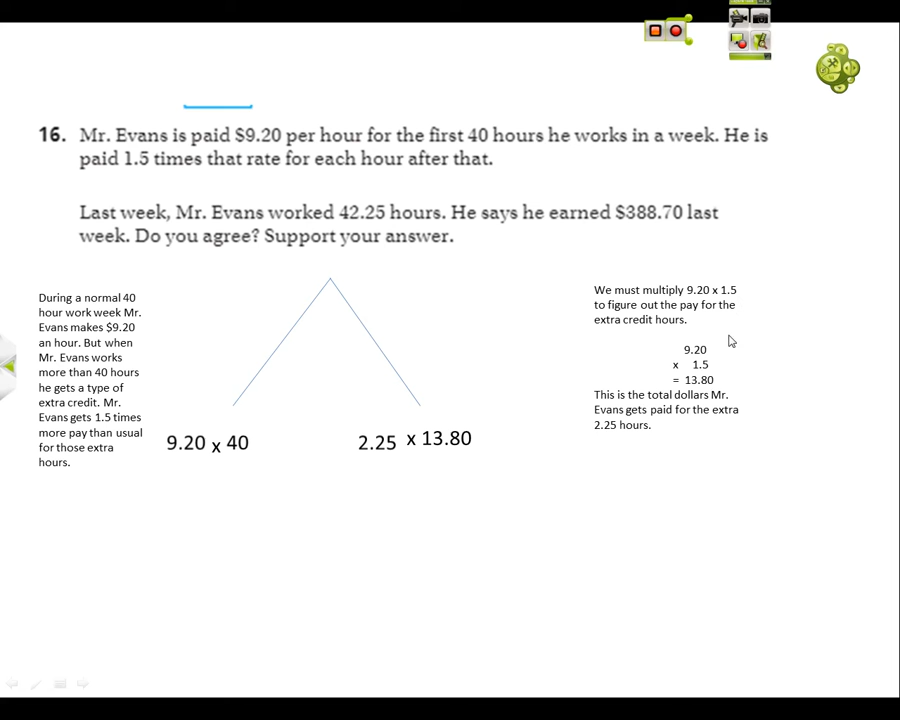 16. Mr. Evans is paid $9.20 per hour for the first 40 hours he works in a week. He is
paid 1.5 times that rate for each hour after that.
Last week, Mr. Evans worked 42.25 hours. He says he earned $388.70 last
week. Do you agree? Support your answer.
During a normal 40
hour work week Mr.
Evans makes $9.20
an hour. But when
Mr. Evans works
more than 40 hours
he gets a type of
extra credit. Mr.
Evans gets 1.5 times
more pay than usual
for those extra
hours.
9.20 x 40
2.25 x 13.80
We must multiply 9.20 x 1.5
to figure out the pay for the
extra credit hours.
9.20
x 1.5
= 13.80
This is the total dollars Mr.
Evans gets paid for the extra
2.25 hours.